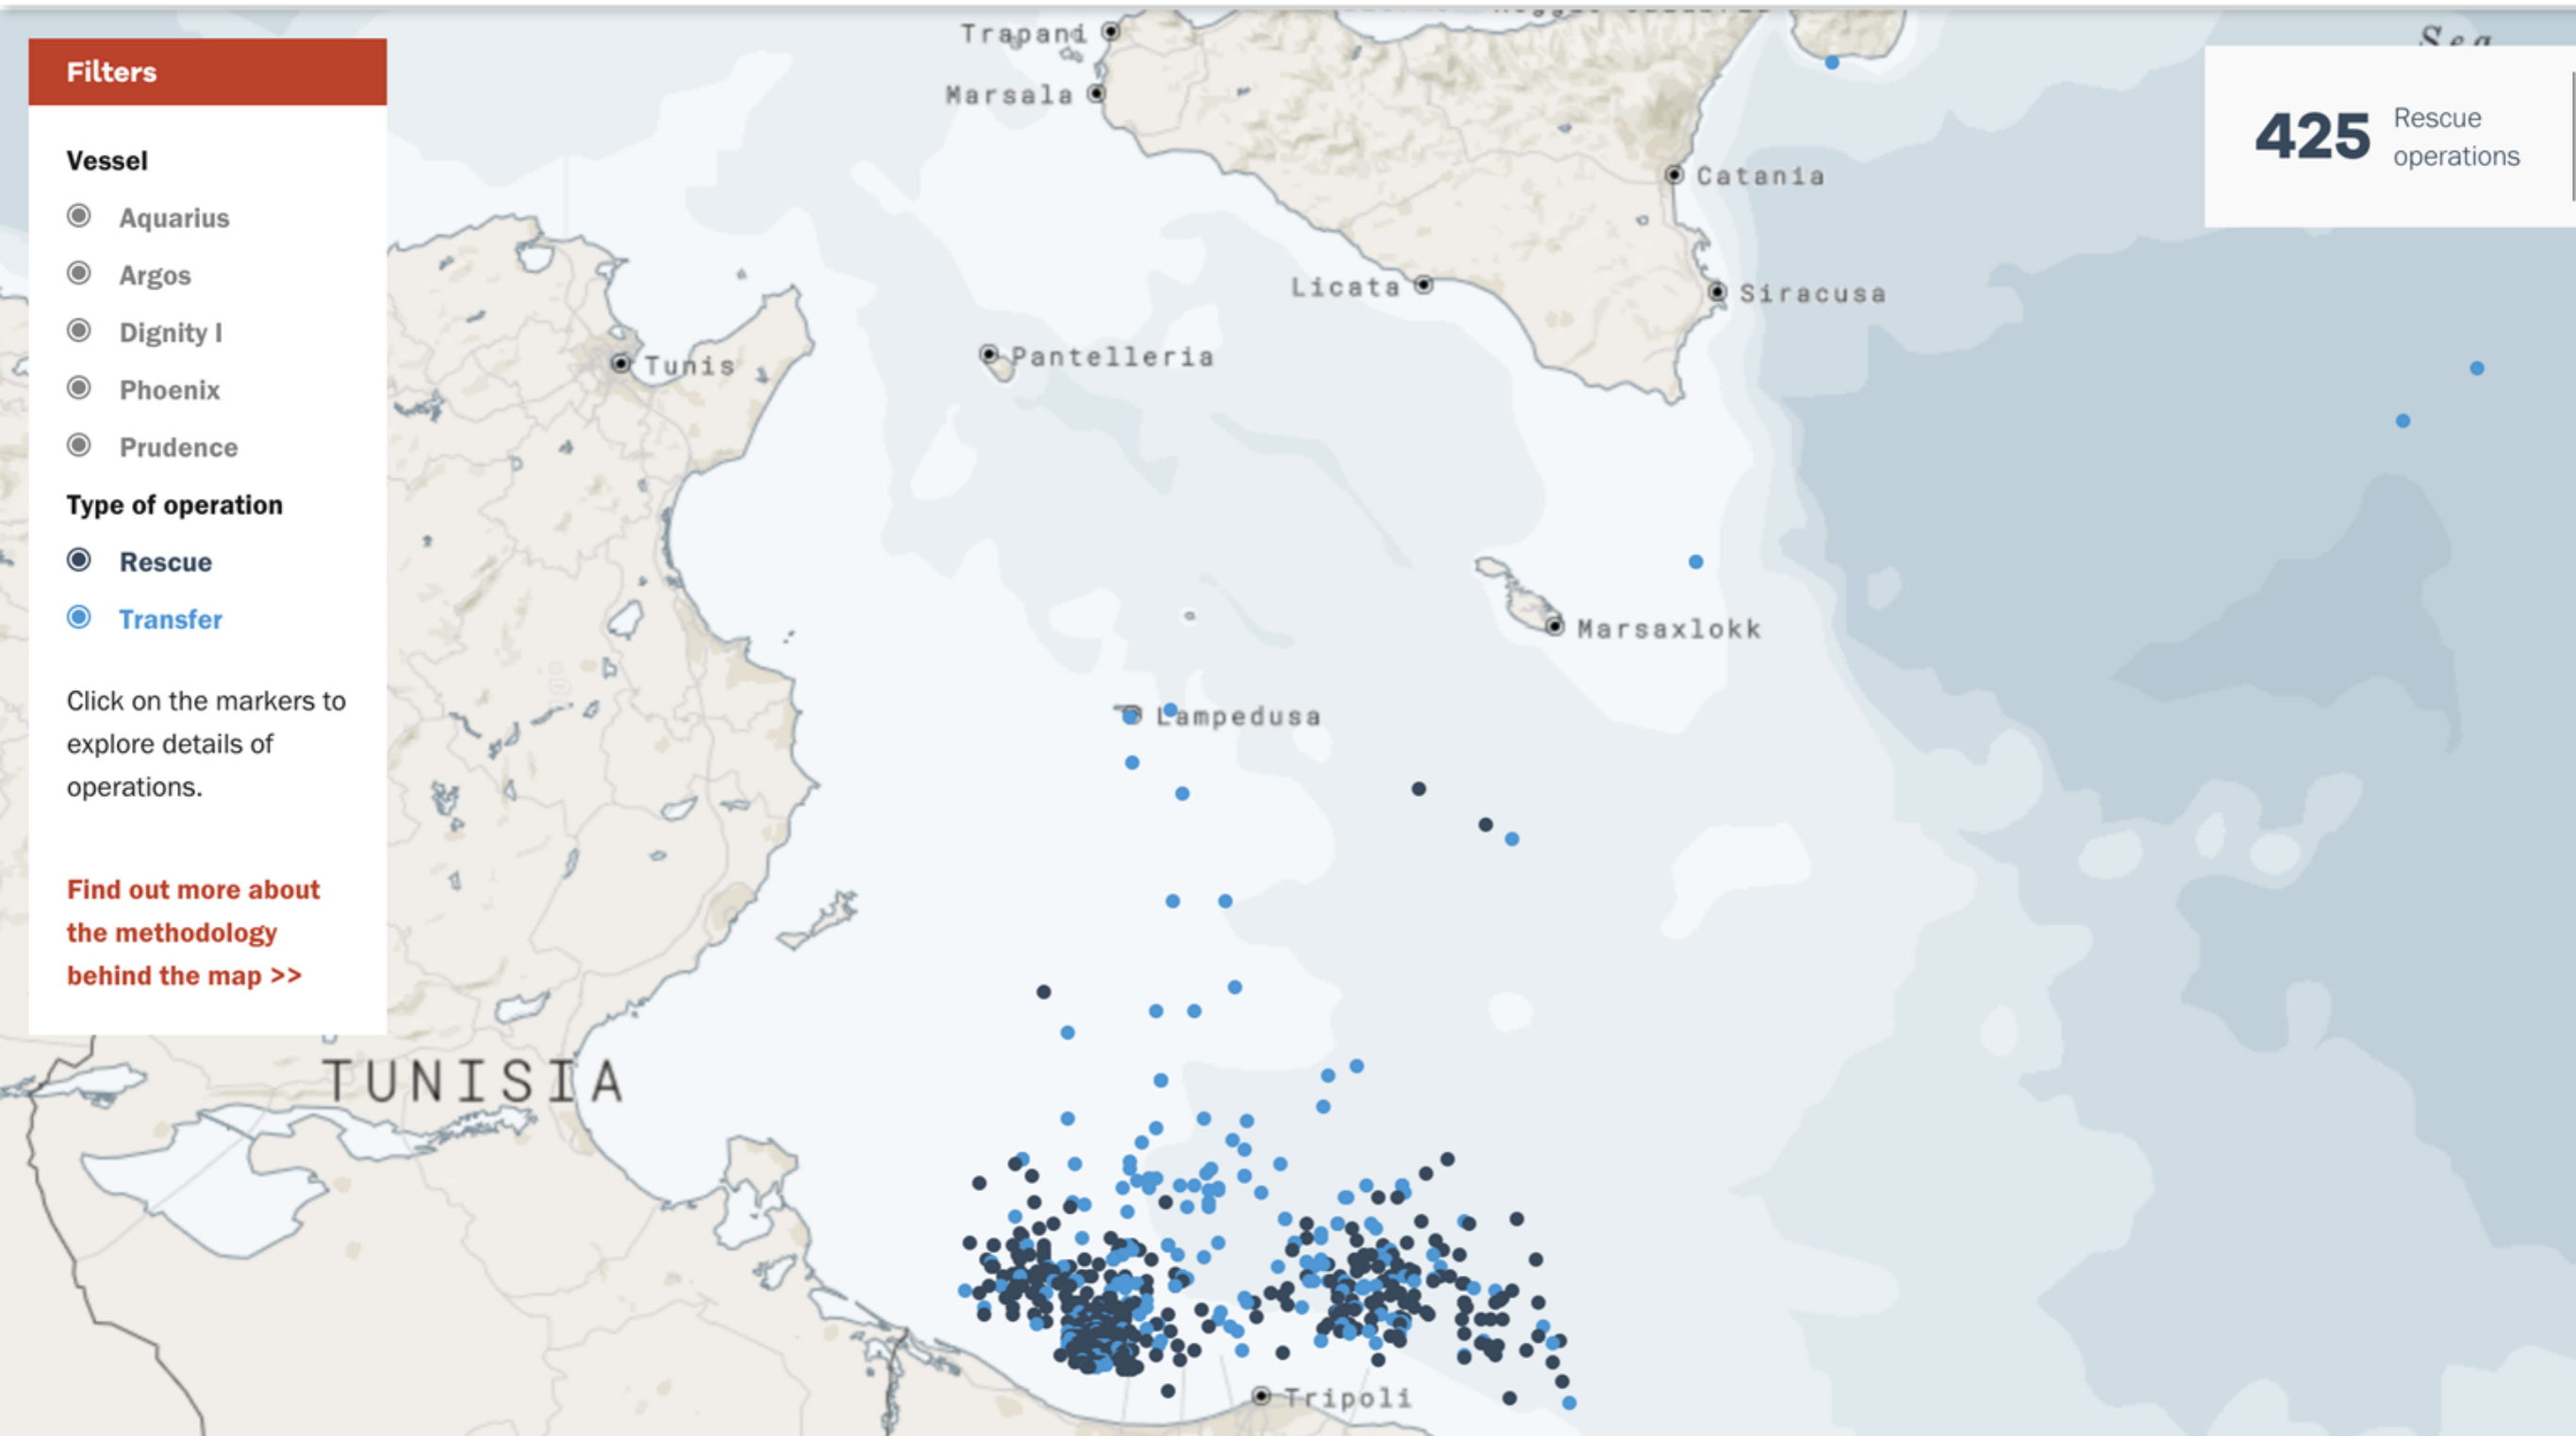 Filters
Vessel
Aquarius
Argos
Dignity I
Phoenix
Prudence
Type of operation
Rescue
Transfer
Click on the markers to
explore details of
operations.
Find out more about
the methodology
behind the map >>
Trapani
Marsala
Sea
425 Rescue
operations
Catania
Licata
Siracusa
Tunis
Pantelleria
Marsaxlokk
Lampedusa
TUNISIA
Tripoli